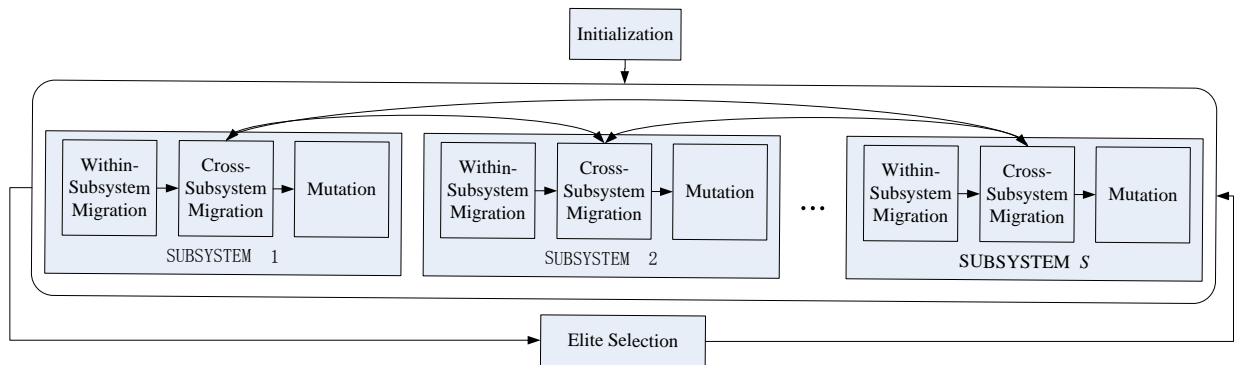 Initialization
Within-
Subsystem
Migration
Cross-
Subsystem
Migration
Mutation
SUBSYSTEM 1
Within-
Subsystem
Migration
Cross-
Subsystem
Migration
Mutation
SUBSYSTEM 2
...
Within-
Subsystem
Migration
Cross-
Subsystem
Migration
Mutation
SUBSYSTEM S
Elite Selection